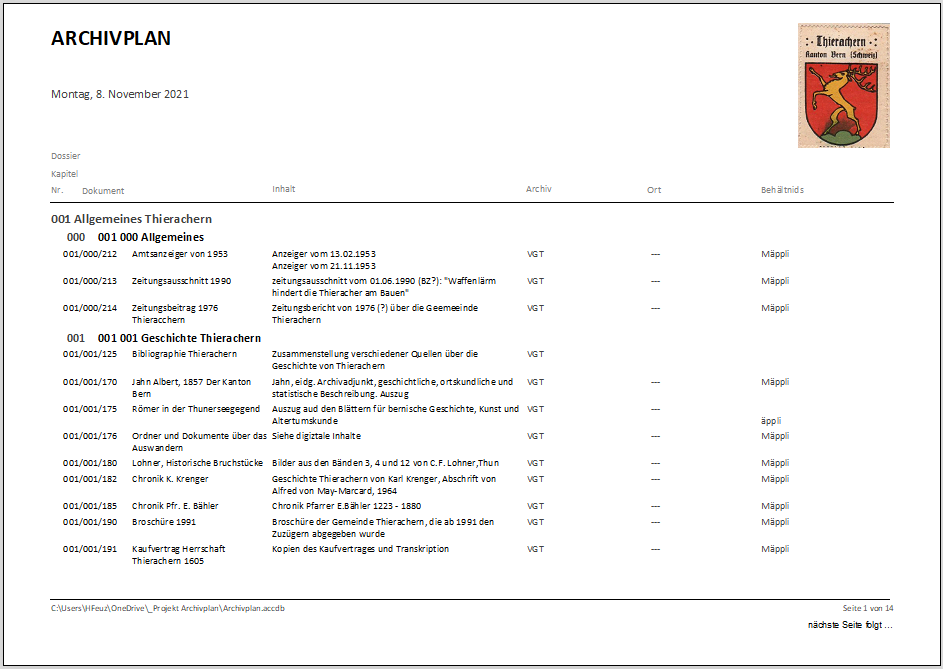 ARCHIVPLAN
:· Thierachern ·:
Kanton Bern (Schweiz)
Montag, 8. November 2021
Dossier
Kapitel
Nr. Dokument Inhalt Archiv Ort Behältnids
001 Allgemeines Thierachern
000 001 000 Allgemeines
001/000/212 Amtsanzeiger von 1953 Anzeiger vom 13.02.1953 VGT --- Mäppli
Anzeiger vom 21.11.1953
001/000/213 Zeitungsausschnitt 1990 zeitungsausschnitt vom 01.06.1990 (BZ?): "Waffenlärm VGT --- Mäppli
hindert die Thieracher am Bauen"
001/000/214 Zeitungsbeitrag 1976 Zeitungsbericht von 1976 (?) über die Geemeeinde VGT --- Mäppli
Thieracchern Thierachern
001 001 001 Geschichte Thierachern
001/001/125 Bibliographie Thierachern Zusammenstellung verschiedener Quellen über die VGT
Geschichte von Thierachern
001/001/170 Jahn Albert, 1857 Der Kanton Jahn, eidg. Archivadjunkt, geschichtliche, ortskundliche und VGT --- Mäppli
Bern statistische Beschreibung. Auszug
001/001/175 Römer in der Thunerseegegend Auszug aud den Blättern für bernische Geschichte, Kunst und VGT ---
Altertumskunde äppli
001/001/176 Ordner und Dokumente über das Siehe digiztale Inhalte VGT --- Mäppli
Auswandern
001/001/180 Lohner, Historische Bruchstücke Bilder aus den Bänden 3, 4 und 12 von C.F. Lohner,Thun VGT --- Mäppli
001/001/182 Chronik K. Krenger Geschichte Thierachern von Karl Krenger, Abschrift von VGT --- Mäppli
Alfred von May-Marcard, 1964
001/001/185 Chronik Pfr. E. Bähler Chronik Pfarrer E.Bähler 1223 - 1880 VGT --- Mäppli
001/001/190 Broschüre 1991 Broschüre der Gemeinde Thierachern, die ab 1991 den VGT --- Mäppli
Zuzügern abgegeben wurde
001/001/191 Kaufvertrag Herrschaft Kopien des Kaufvertrages und Transkription VGT --- Mäppli
Thierachern 1605
C:\Users\HFeuz\OneDrive\_Projekt Archivplan\Archivplan.accdb Seite 1 von 14
nächste Seite folgt ...